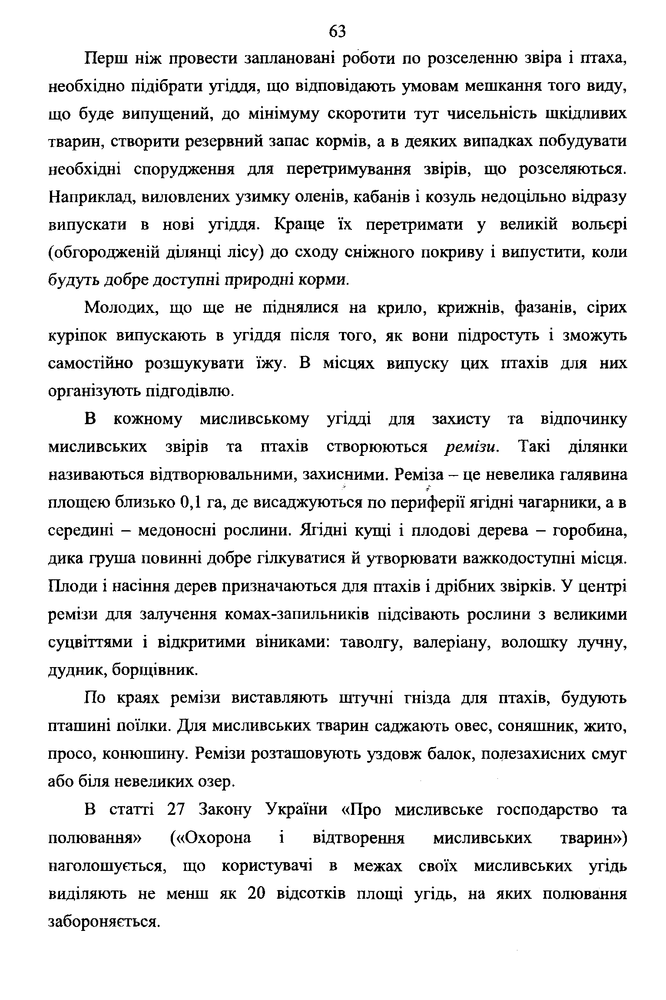 63
Перш ніж провести заплановані роботи по розселенню звіра і птаха,
необхідно підібрати угіддя, що відповідають умовам мешкання того виду,
що буде випущений, до мінімуму скоротити тут чисельність шкідливих
тварин, створити резервний запас кормів, а в деяких випадках побудувати
необхідні спорудження для перетримування звірів, що розселяються.
Наприклад, виловлених узимку оленів, кабанів і козуль недоцільно відразу
випускати в нові угіддя. Краще їх перетримати у великій вольєрі
(обгородженій ділянці лісу) до сходу сніжного покриву і випустити, коли
будуть добре доступні природні корми.
Молодих, що ще не піднялися на крило, крижнів, фазанів, сірих
куріпок випускають в угіддя після того, як вони підростуть і зможуть
самостійно розшукувати їжу. В місцях випуску цих птахів для них
організують підгодівлю.
В кожному мисливському угідді для захисту та відпочинку
мисливських звірів та птахів створюються ремізи. Такі ділянки
називаються відтворювальними, захисними. Реміза – це невелика галявина
площею близько 0,1 га, де висаджуються по периферії ягідні чагарники, а в
середині – медоносні рослини. Ягідні кущі і плодові дерева – горобина,
дика груша повинні добре гілкуватися й утворювати важкодоступні місця.
Плоди і насіння дерев призначаються для птахів і дрібних звірків. У центрі
ремізи для залучення комах-запильників підсівають рослини з великими
суцвіттями і відкритими віниками: таволгу, валеріану, волошку лучну,
дудник, борщівник.
По краях ремізи виставляють штучні гнізда для птахів, будують
пташині поїлки. Для мисливських тварин саджають овес, соняшник, жито,
просо, конюшину. Ремізи розташовують уздовж балок, полезахисних смуг
або біля невеликих озер.
В статті 27 Закону України «Про мисливське господарство та
полювання» («Охорона і відтворення мисливських тварин»)
наголошується, що користувачі в межах своїх мисливських угідь
виділяють не менш як 20 відсотків площі угідь, на яких полювання
забороняється.